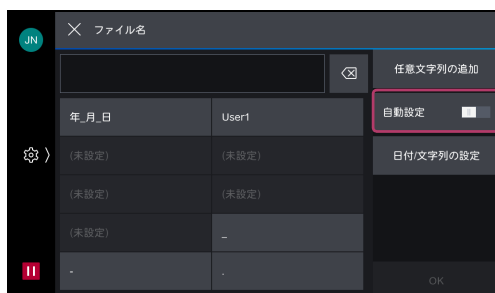 JN
ファイル名
任意文字列の追加
年_月_日
User1
自動設定
(未設定)
(未設定)
日付/文字列の設定
(未設定)
(未設定)
(未設定)
_
-
.
OK